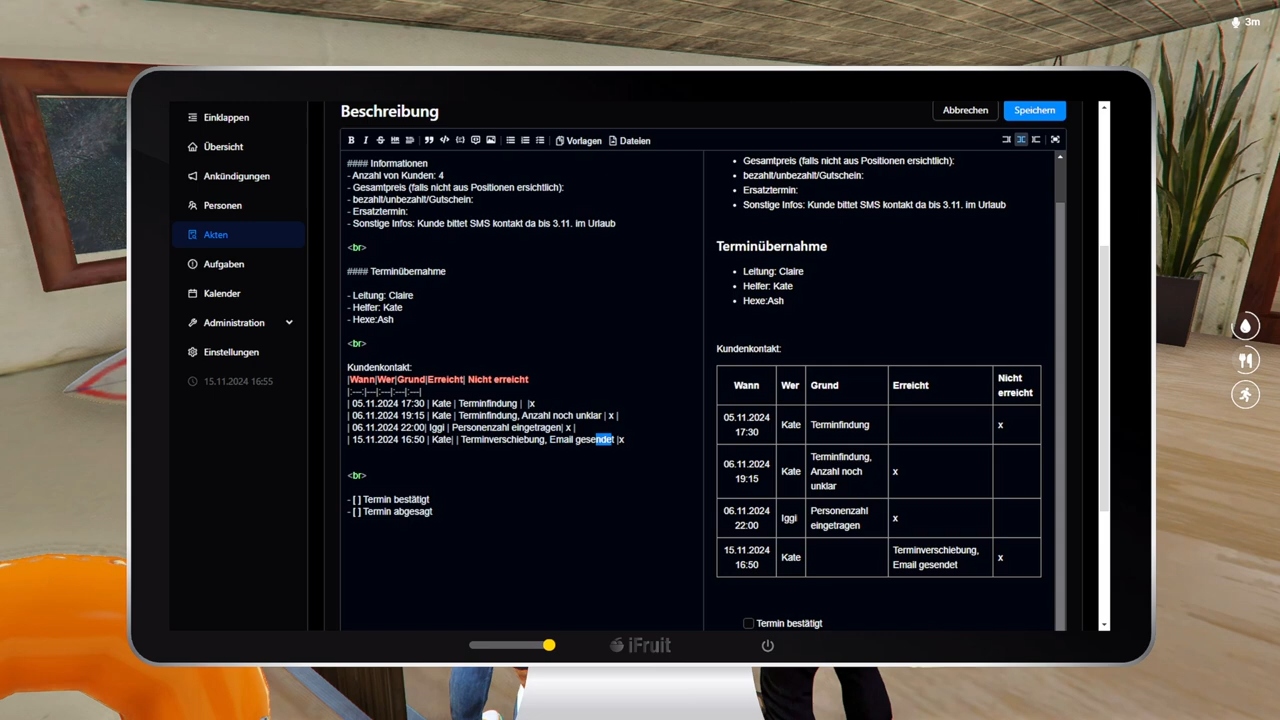 3m
Einklappen
Übersicht
Ankündigungen
Personen
Akten
Aufgaben
Kalender
Administration
Einstellungen
15.11.2024 16:55
Beschreibung
Abbrechen
Speichern
Vorlagen
Dateien
#### Informationen
- Anzahl von Kunden: 4
- Gesamtpreis (falls nicht aus Positionen ersichtlich):
- bezahlt/unbezahlt/Gutschein:
- Ersatztermin:
- Sonstige Infos: Kunde bittet SMS kontakt da bis 3.11. im Urlaub
<br>
#### Terminübernahme
- Leitung: Claire
- Helfer: Kate
- Hexe:Ash
<br>
Kundenkontakt:
|Wann|Wer|Grund|Erreicht| Nicht erreicht
|:---:|---|---|---|:---|
| 05.11.2024 17:30 | Kate | Terminfindung | |x
| 06.11.2024 19:15 | Kate | Terminfindung, Anzahl noch unklar | x |
| 06.11.2024 22:00| Iggi | Personenzahl eingetragen| x |
| 15.11.2024 16:50 | Kate| | Terminverschiebung, Email gesendet |x
<br>
- [ ] Termin bestätigt
- [ ] Termin abgesagt
• Gesamtpreis (falls nicht aus Positionen ersichtlich):
• bezahlt/unbezahlt/Gutschein:
• Ersatztermin:
• Sonstige Infos: Kunde bittet SMS kontakt da bis 3.11. im Urlaub
Terminübernahme
• Leitung: Claire
• Helfer: Kate
• Hexe:Ash
Kundenkontakt:
Wann Wer Grund Erreicht Nicht erreicht
05.11.2024 17:30 Kate Terminfindung x
06.11.2024 19:15 Kate Terminfindung, Anzahl noch unklar x
06.11.2024 22:00 Iggi Personenzahl eingetragen x
15.11.2024 16:50 Kate Terminverschiebung, Email gesendet x
Termin bestätigt
iFruit